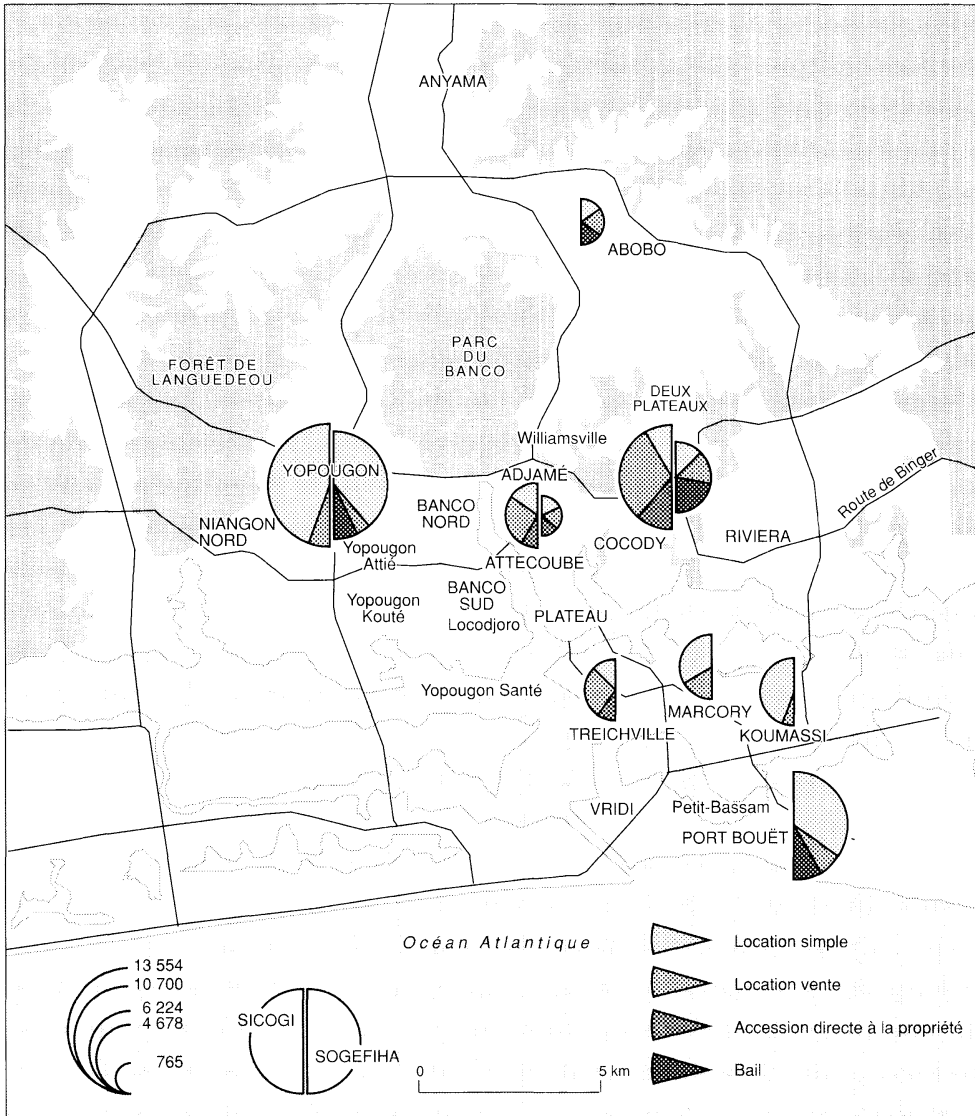 ANYAMA
ABOBO
PARC
DU
BANCO
FORÊT DE
LANGUEDEOU
DEUX
PLATEAUX
Williamsville
YOPOUGON
ADJAMÉ
Route de Binger
BANCO
NORD
NIANGON
NORD
COCODY
RIVIERA
Yopougon
Attié
ATTECOUBE
BANCO
SUD
Locodjoro
Yopougon
Kouté
PLATEAU
Yopougon Santé
MARCORY
TREICHVILLE
KOUMASSI
VRIDI
Petit-Bassam
PORT BOUËT
Océan Atlantique
13 554
10 700
6 224
4 678
765
SICOGI
SOGEFIHA
0
5 km
Location simple
Location vente
Accession directe à la propriété
Bail